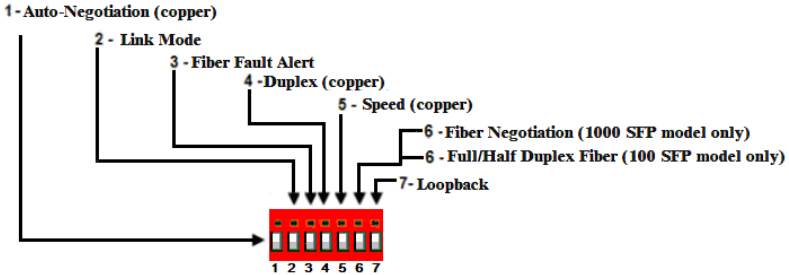 1- Auto-Negotiation (copper)
2 - Link Mode
3 - Fiber Fault Alert
4 -Duplex (copper)
5 - Speed (copper)
6 - Fiber Negotiation (1000 SFP model only)
6 - Full/Half Duplex Fiber (100 SFP model only)
7- Loopback
1 2 3 4 5 6 7